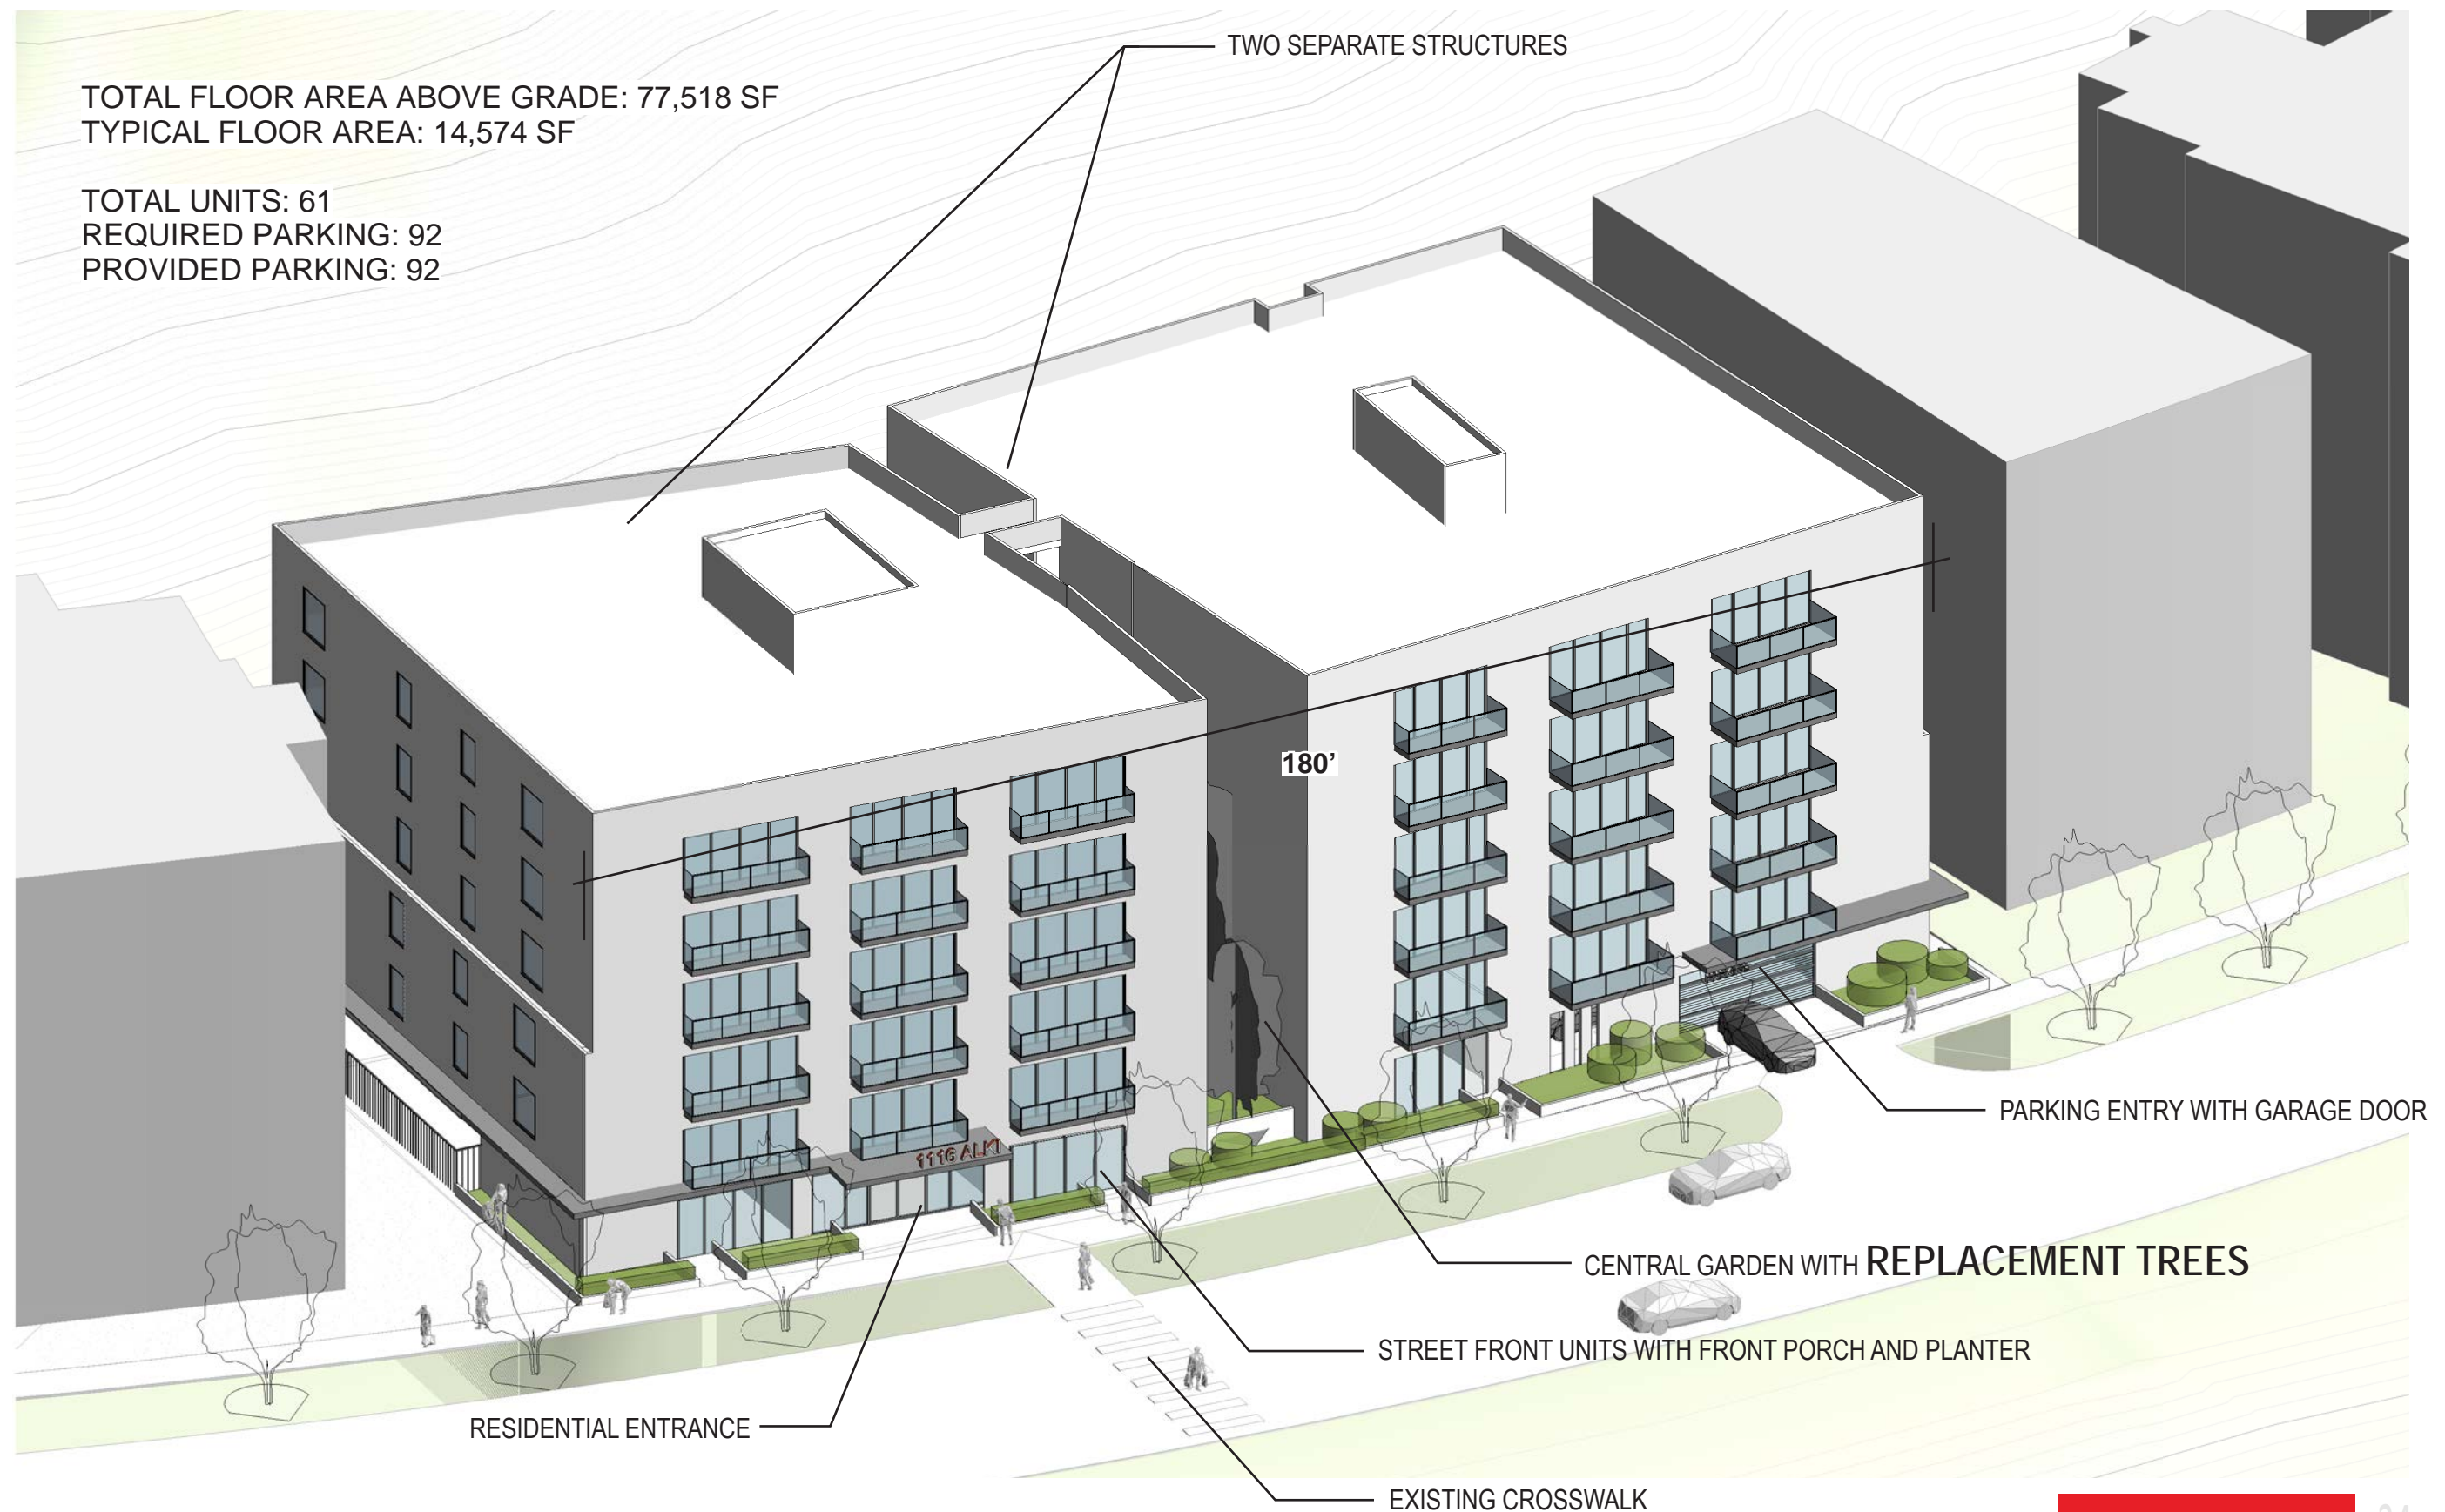 TWO SEPARATE STRUCTURES
TOTAL FLOOR AREA ABOVE GRADE: 77,518 SF
TYPICAL FLOOR AREA: 14,574 SF
TOTAL UNITS: 61
REQUIRED PARKING: 92
PROVIDED PARKING: 92
180’
1116 ALKI
PARKING ENTRY WITH GARAGE DOOR
CENTRAL GARDEN WITH REPLACEMENT TREES
STREET FRONT UNITS WITH FRONT PORCH AND PLANTER
RESIDENTIAL ENTRANCE
EXISTING CROSSWALK